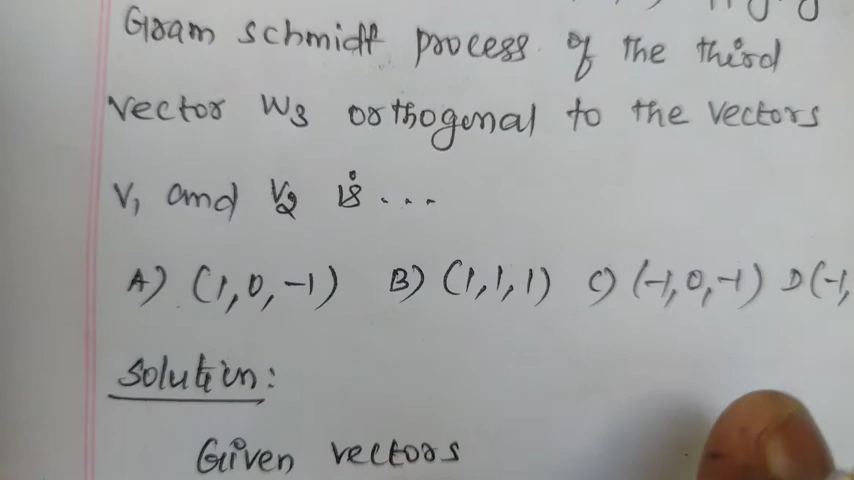 Gram schmidt process of the third
vector W3 orthogonal to the vectors
V1 and V2 is ...
A) (1,0,-1) B) (1,1,1) C) (-1,0,-1) D (-1,
Solution:
Given vectors